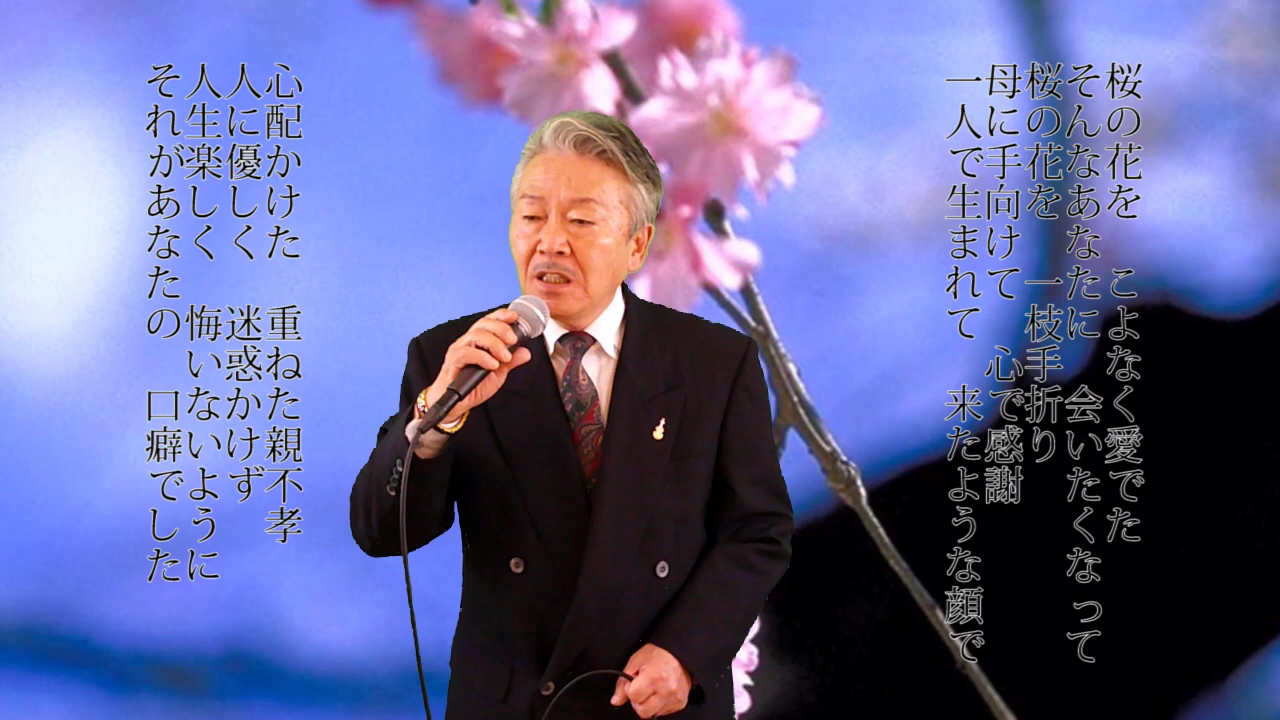 桜の花を　こよなく愛でた
そんなあなたに　会いたくなって
桜の花を　一枝手折り
母に手向けて　心で感謝
一人で生まれて　来たような顔で
心配かけた　重ねた親不孝
人に優しく　迷惑かけず
人生楽しく　悔いないように
それがあなたの　口癖でした